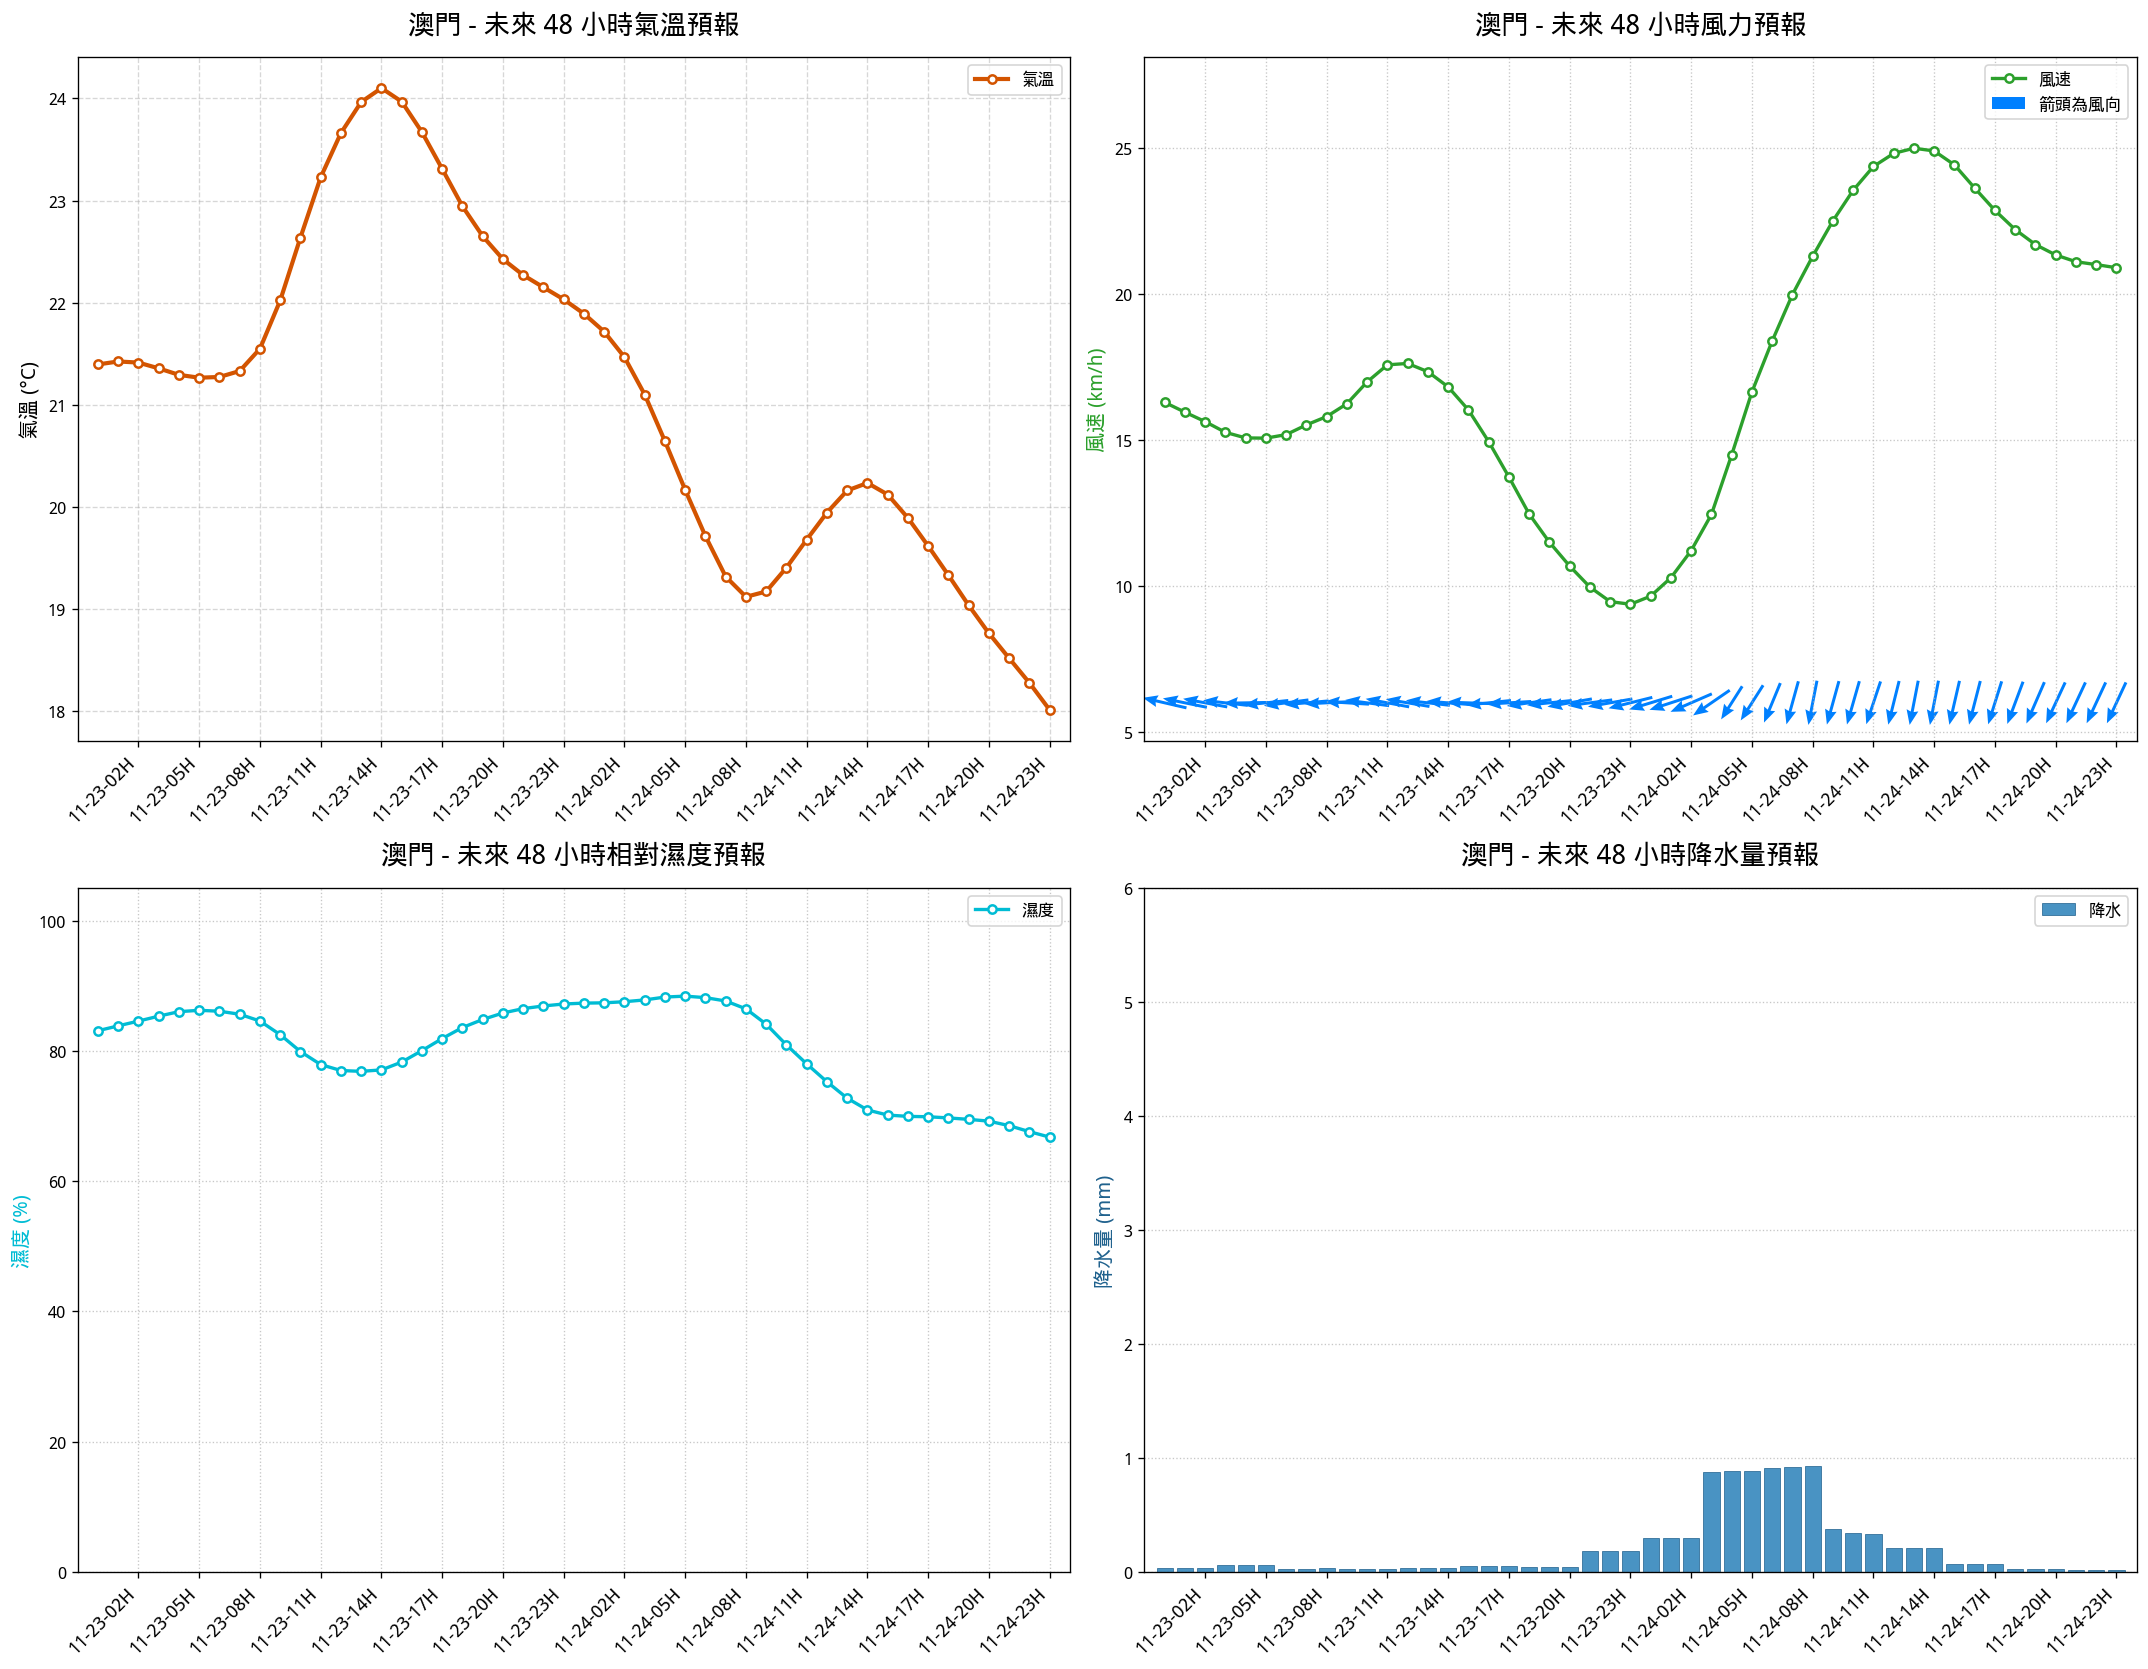 澳門 - 未來 48 小時氣溫預報
氣溫
氣溫 (°C)
24
23
22
21
20
19
18
11-23-02H
11-23-05H
11-23-08H
11-23-11H
11-23-14H
11-23-17H
11-23-20H
11-23-23H
11-24-02H
11-24-05H
11-24-08H
11-24-11H
11-24-14H
11-24-17H
11-24-20H
11-24-23H
澳門 - 未來 48 小時風力預報
風速
箭頭為風向
風速 (km/h)
25
20
15
10
5
11-23-02H
11-23-05H
11-23-08H
11-23-11H
11-23-14H
11-23-17H
11-23-20H
11-23-23H
11-24-02H
11-24-05H
11-24-08H
11-24-11H
11-24-14H
11-24-17H
11-24-20H
11-24-23H
澳門 - 未來 48 小時相對濕度預報
濕度
濕度 (%)
100
80
60
40
20
0
11-23-02H
11-23-05H
11-23-08H
11-23-11H
11-23-14H
11-23-17H
11-23-20H
11-23-23H
11-24-02H
11-24-05H
11-24-08H
11-24-11H
11-24-14H
11-24-17H
11-24-20H
11-24-23H
澳門 - 未來 48 小時降水量預報
降水
降水量 (mm)
6
5
4
3
2
1
0
11-23-02H
11-23-05H
11-23-08H
11-23-11H
11-23-14H
11-23-17H
11-23-20H
11-23-23H
11-24-02H
11-24-05H
11-24-08H
11-24-11H
11-24-14H
11-24-17H
11-24-20H
11-24-23H